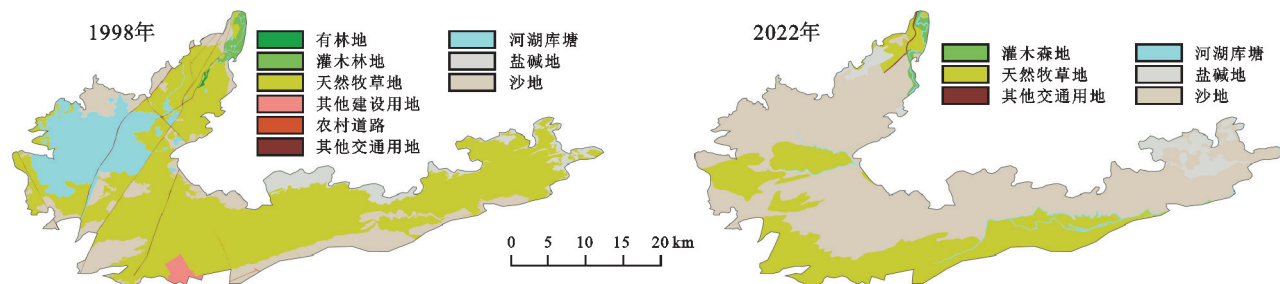 1998年
有林地
灌木林地
天然牧草地
其他建设用地
农村道路
其他交通用地
河湖库塘
盐碱地
沙地
0 5 10 15 20 km
2022年
灌木森地
天然牧草地
其他交通用地
河湖库塘
盐碱地
沙地